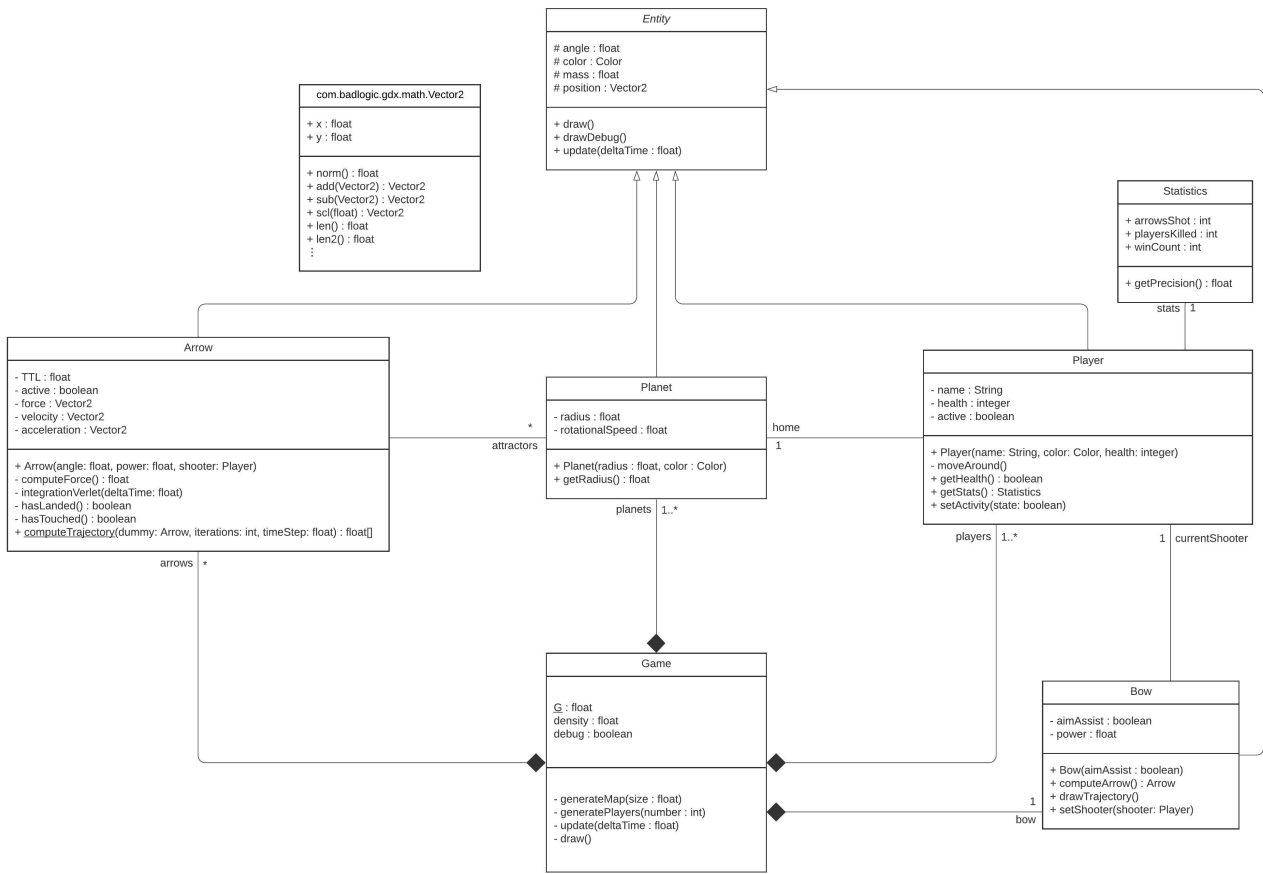 Entity
# angle : float
# color : Color
# mass : float
# position : Vector2
+ draw()
+ drawDebug()
+ update(deltaTime : float)
com.badlogic.gdx.math.Vector2
+ x : float
+ y : float
+ norm() : float
+ add(Vector2) : Vector2
+ sub(Vector2) : Vector2
+ scl(float) : Vector2
+ len() : float
+ len2() : float
⋮
Statistics
+ arrowsShot : int
+ playersKilled : int
+ winCount : int
+ getPrecision() : float
stats 1
Arrow
- TTL : float
- active : boolean
- force : Vector2
- velocity : Vector2
- acceleration : Vector2
+ Arrow(angle: float, power: float, shooter: Player)
- computeForce() : float
- integrationVerlet(deltaTime: float)
- hasLanded() : boolean
- hasTouched() : boolean
+ computeTrajectory(dummy: Arrow, iterations: int, timeStep: float) : float[]
arrows *
*
attractors
Planet
- radius : float
- rotationalSpeed : float
+ Planet(radius : float, color : Color)
+ getRadius() : float
planets 1..*
home
1
Player
- name : String
- health : integer
- active : boolean
+ Player(name: String, color: Color, health: integer)
- moveAround()
+ getHealth() : boolean
+ getStats() : Statistics
+ setActivity(state: boolean)
players 1..*
1 currentShooter
Game
G : float
density : float
debug : boolean
- generateMap(size : float)
- generatePlayers(number : int)
- update(deltaTime : float)
- draw()
1
bow
Bow
- aimAssist : boolean
- power : float
+ Bow(aimAssist : boolean)
+ computeArrow() : Arrow
+ drawTrajectory()
+ setShooter(shooter: Player)